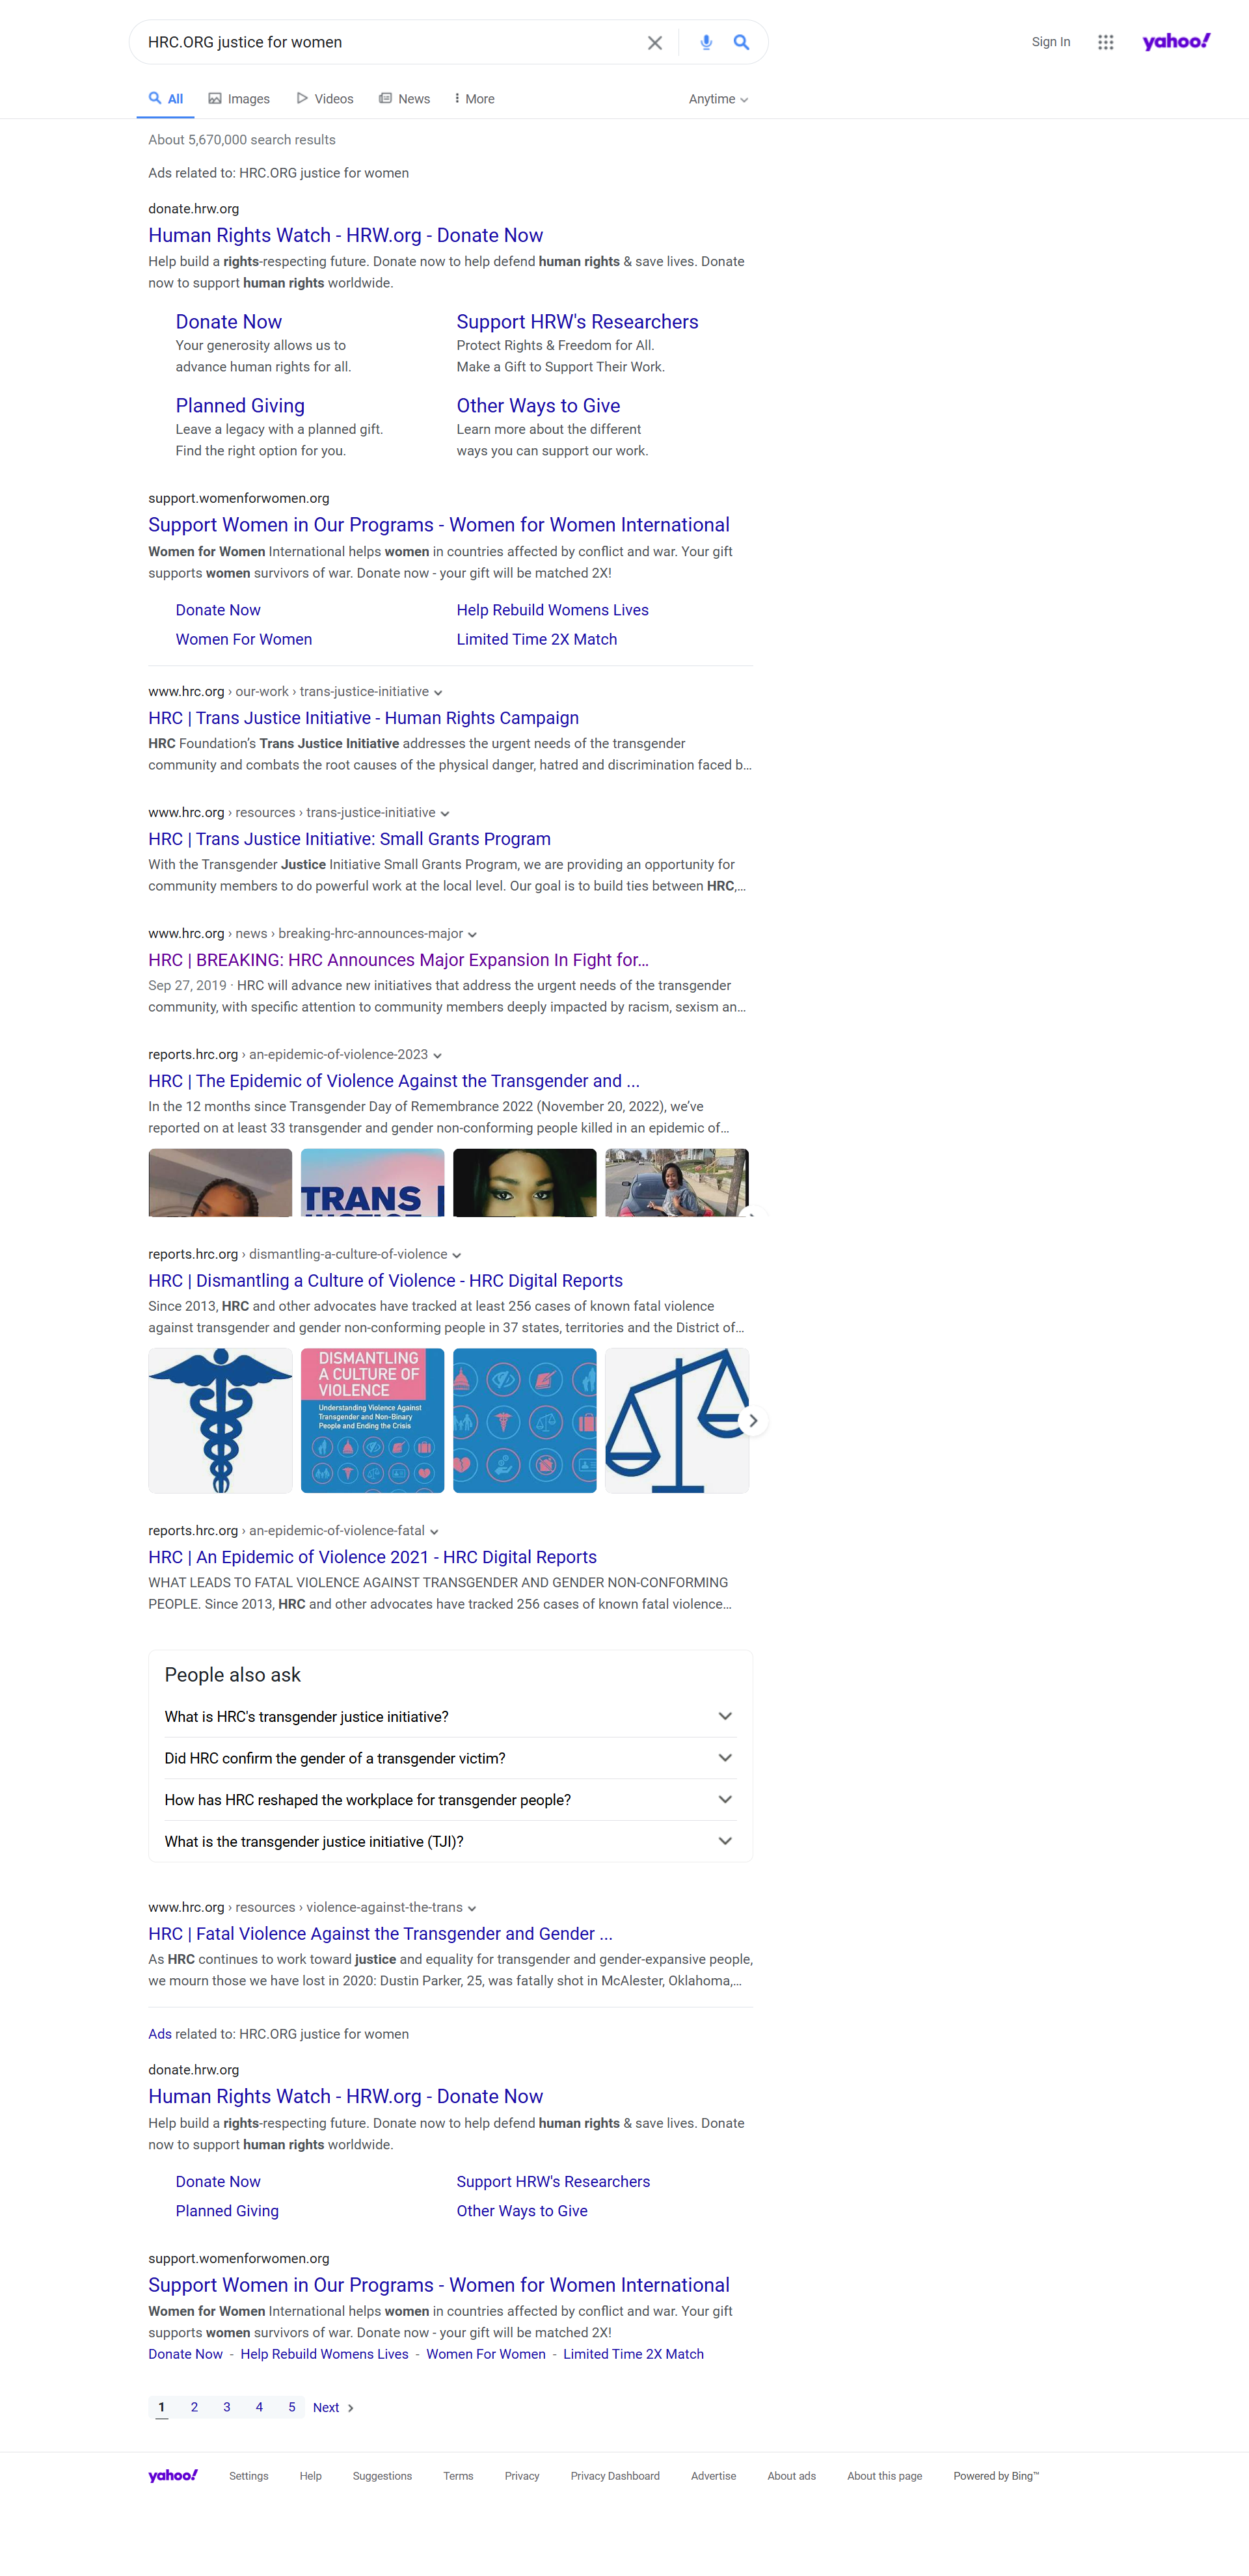 HRC.ORG justice for women
Sign In
yahoo!
All
Images
Videos
News
More
Anytime
About 5,670,000 search results
Ads related to: HRC.ORG justice for women
donate.hrw.org
Human Rights Watch - HRW.org - Donate Now
Help build a rights-respecting future. Donate now to help defend human rights & save lives. Donate
now to support human rights worldwide.
Donate Now
Your generosity allows us to
advance human rights for all.
Support HRW's Researchers
Protect Rights & Freedom for All.
Make a Gift to Support Their Work.
Planned Giving
Leave a legacy with a planned gift.
Find the right option for you.
Other Ways to Give
Learn more about the different
ways you can support our work.
support.womenforwomen.org
Support Women in Our Programs - Women for Women International
Women for Women International helps women in countries affected by conflict and war. Your gift
supports women survivors of war. Donate now - your gift will be matched 2X!
Donate Now
Help Rebuild Womens Lives
Women For Women
Limited Time 2X Match
www.hrc.org › our-work › trans-justice-initiative
HRC | Trans Justice Initiative - Human Rights Campaign
HRC Foundation’s Trans Justice Initiative addresses the urgent needs of the transgender
community and combats the root causes of the physical danger, hatred and discrimination faced b...
www.hrc.org › resources › trans-justice-initiative
HRC | Trans Justice Initiative: Small Grants Program
With the Transgender Justice Initiative Small Grants Program, we are providing an opportunity for
community members to do powerful work at the local level. Our goal is to build ties between HRC,...
www.hrc.org › news › breaking-hrc-announces-major
HRC | BREAKING: HRC Announces Major Expansion In Fight for...
Sep 27, 2019 · HRC will advance new initiatives that address the urgent needs of the transgender
community, with specific attention to community members deeply impacted by racism, sexism an...
reports.hrc.org › an-epidemic-of-violence-2023
HRC | The Epidemic of Violence Against the Transgender and ...
In the 12 months since Transgender Day of Remembrance 2022 (November 20, 2022), we’ve
reported on at least 33 transgender and gender non-conforming people killed in an epidemic of...
TRANS
reports.hrc.org › dismantling-a-culture-of-violence
HRC | Dismantling a Culture of Violence - HRC Digital Reports
Since 2013, HRC and other advocates have tracked at least 256 cases of known fatal violence
against transgender and gender non-conforming people in 37 states, territories and the District of...
DISMANTLING
A CULTURE OF
VIOLENCE
Understanding Violence Against
Transgender and Non-Binary
People and Ending the Crisis
reports.hrc.org › an-epidemic-of-violence-fatal
HRC | An Epidemic of Violence 2021 - HRC Digital Reports
WHAT LEADS TO FATAL VIOLENCE AGAINST TRANSGENDER AND GENDER NON-CONFORMING
PEOPLE. Since 2013, HRC and other advocates have tracked 256 cases of known fatal violence...
People also ask
What is HRC's transgender justice initiative?
Did HRC confirm the gender of a transgender victim?
How has HRC reshaped the workplace for transgender people?
What is the transgender justice initiative (TJI)?
www.hrc.org › resources › violence-against-the-trans
HRC | Fatal Violence Against the Transgender and Gender ...
As HRC continues to work toward justice and equality for transgender and gender-expansive people,
we mourn those we have lost in 2020: Dustin Parker, 25, was fatally shot in McAlester, Oklahoma,...
Ads related to: HRC.ORG justice for women
donate.hrw.org
Human Rights Watch - HRW.org - Donate Now
Help build a rights-respecting future. Donate now to help defend human rights & save lives. Donate
now to support human rights worldwide.
Donate Now
Support HRW's Researchers
Planned Giving
Other Ways to Give
support.womenforwomen.org
Support Women in Our Programs - Women for Women International
Women for Women International helps women in countries affected by conflict and war. Your gift
supports women survivors of war. Donate now - your gift will be matched 2X!
Donate Now - Help Rebuild Womens Lives - Women For Women - Limited Time 2X Match
1 2 3 4 5 Next
yahoo! Settings Help Suggestions Terms Privacy Privacy Dashboard Advertise About ads About this page Powered by Bing™